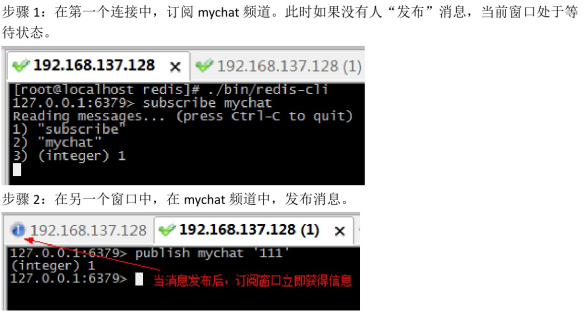 步骤 1：在第一个连接中，订阅 mychat 频道。此时如果没有人“发布”消息，当前窗口处于等
待状态。
192.168.137.128 × 192.168.137.128 (1)
[root@localhost redis]# ./bin/redis-cli
127.0.0.1:6379> subscribe mychat
Reading messages... (press Ctrl-C to quit)
1) "subscribe"
2) "mychat"
3) (integer) 1
步骤 2：在另一个窗口中，在 mychat 频道中，发布消息。
192.168.137.128 192.168.137.128 (1) ×
127.0.0.1:6379> publish mychat '111'
(integer) 1
127.0.0.1:6379> 当消息发布后，订阅窗口立即获得信息